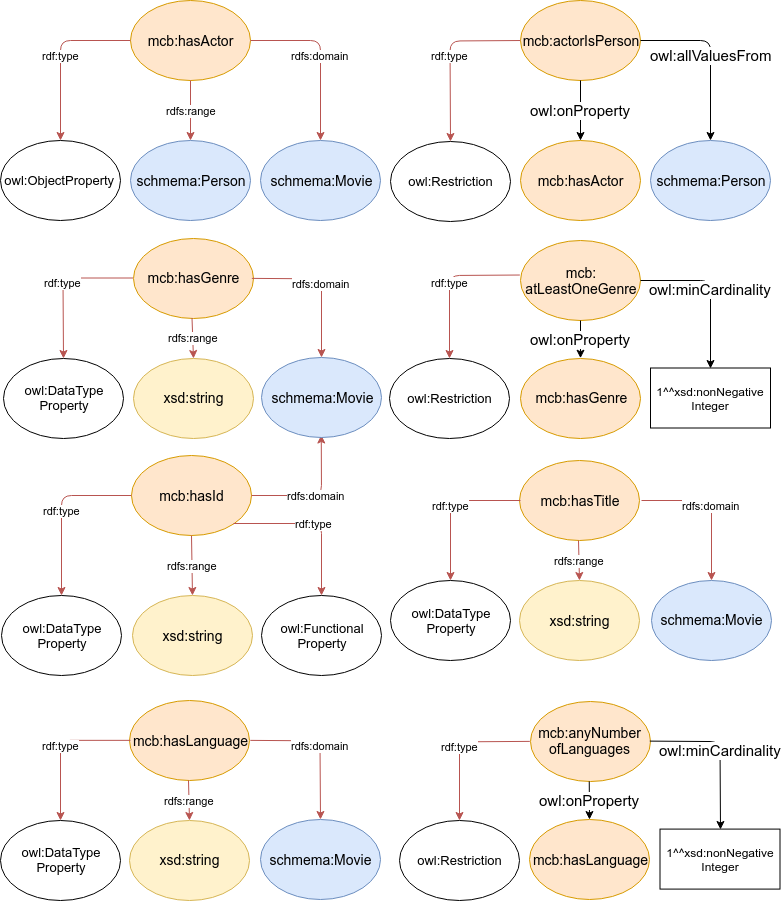 mcb:hasActor
rdf:type
rdfs:domain
rdfs:range
owl:ObjectProperty
schmema:Person
schmema:Movie
mcb:actorIsPerson
rdf:type
owl:allValuesFrom
owl:onProperty
owl:Restriction
mcb:hasActor
schmema:Person
mcb:hasGenre
rdf:type
rdfs:domain
rdfs:range
owl:DataType
Property
xsd:string
schmema:Movie
mcb:
atLeastOneGenre
rdf:type
owl:minCardinality
owl:onProperty
owl:Restriction
mcb:hasGenre
1^^xsd:nonNegative
Integer
mcb:hasId
rdf:type
rdfs:domain
rdf:type
rdfs:range
owl:DataType
Property
xsd:string
owl:Functional
Property
mcb:hasTitle
rdf:type
rdfs:domain
rdfs:range
owl:DataType
Property
xsd:string
schmema:Movie
mcb:hasLanguage
rdf:type
rdfs:domain
rdfs:range
owl:DataType
Property
xsd:string
schmema:Movie
mcb:anyNumber
ofLanguages
rdf:type
owl:minCardinality
owl:onProperty
owl:Restriction
mcb:hasLanguage
1^^xsd:nonNegative
Integer